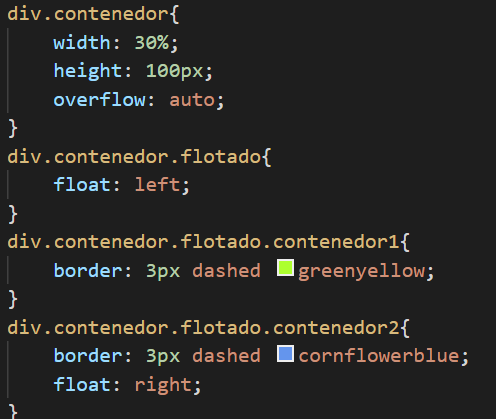 div.contenedor{
width: 30%;
height: 100px;
overflow: auto;
}
div.contenedor.flotado{
float: left;
}
div.contenedor.flotado.contenedor1{
border: 3px dashed greenyellow;
}
div.contenedor.flotado.contenedor2{
border: 3px dashed cornflowerblue;
float: right;
}